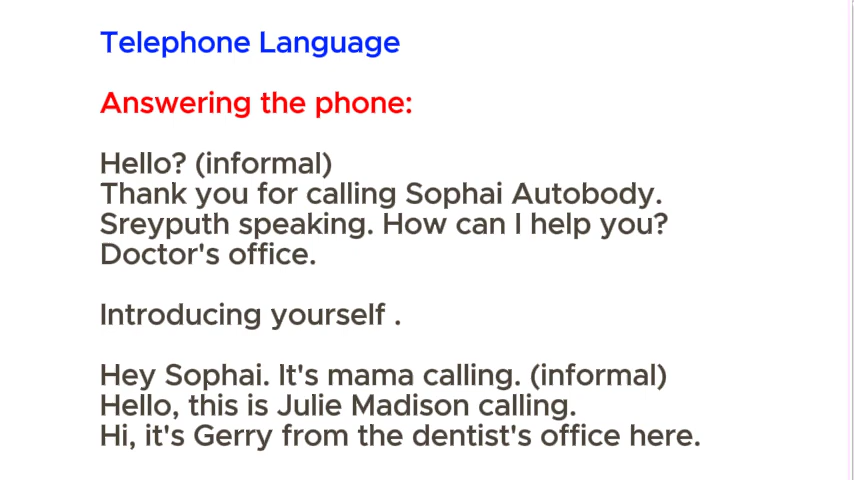 Telephone Language
Answering the phone:
Hello? (informal)
Thank you for calling Sophai Autobody.
Sreyputh speaking. How can I help you?
Doctor's office.
Introducing yourself .
Hey Sophai. It's mama calling. (informal)
Hello, this is Julie Madison calling.
Hi, it's Gerry from the dentist's office here.